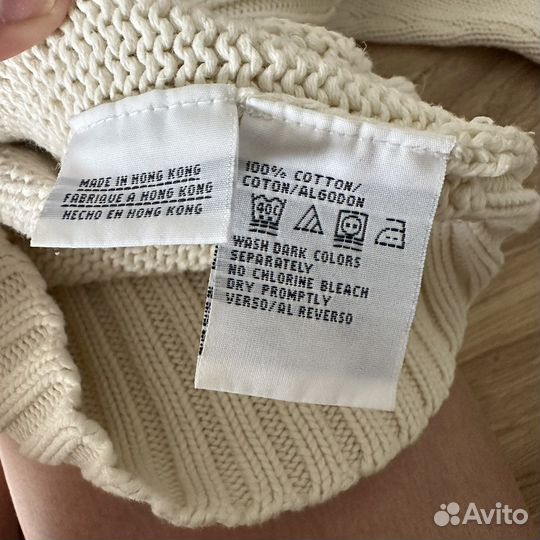 MADE IN HONG KONG
FABRIQUE A HONG KONG
HECHO EN HONG KONG
100% COTTON/
COTON/ALGODON
WASH DARK COLORS
SEPARATELY
NO CHLORINE BLEACH
DRY PROMPTLY
VERSO/AL REVERSO
Avito